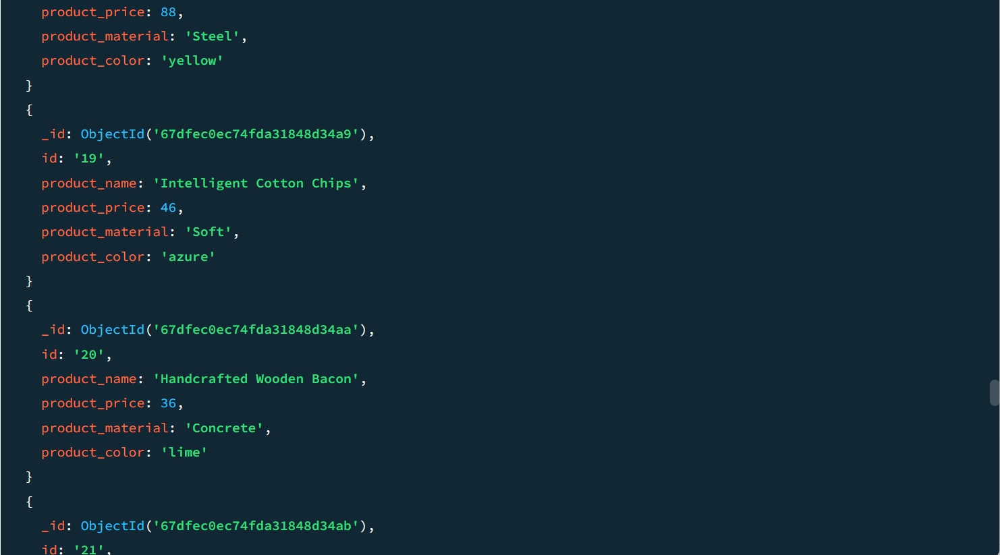 product_price: 88,
product_material: 'Steel',
product_color: 'yellow'
}
{
_id: ObjectId('67dfec0ec74fda31848d34a9'),
id: '19',
product_name: 'Intelligent Cotton Chips',
product_price: 46,
product_material: 'Soft',
product_color: 'azure'
}
{
_id: ObjectId('67dfec0ec74fda31848d34aa'),
id: '20',
product_name: 'Handcrafted Wooden Bacon',
product_price: 36,
product_material: 'Concrete',
product_color: 'lime'
}
{
_id: ObjectId('67dfec0ec74fda31848d34ab'),
id: '21',